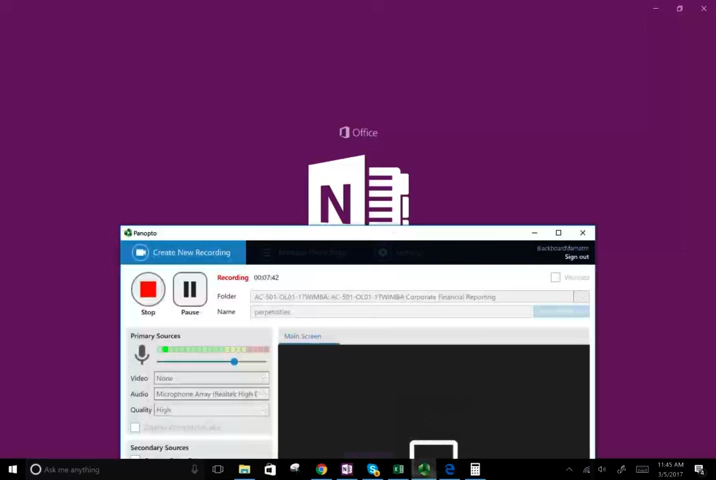 Office
N
Panopto
Create New Recording
Sign out
Recording 00:07:42
Folder AC-501-OL01-17WIMBA: AC-501-OL01-17WIMBA Corporate Financial Reporting
Stop Pause Name perpetuities
Primary Sources Main Screen
Video None
Audio Microphone Array (Realtek High D
Quality High
Secondary Sources
Ask me anything
11:45 AM
3/5/2017